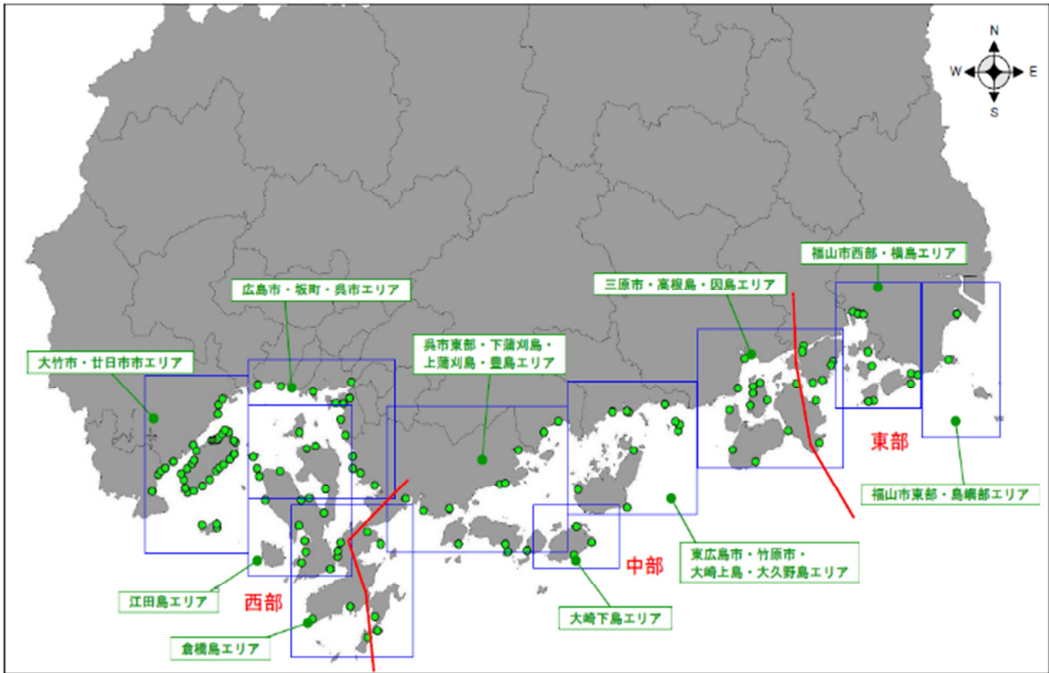 N
W
E
S
福山市西部・横島エリア
広島市・坂町・呉市エリア
三原市・高根島・因島エリア
呉市東部・下蒲刈島・
上蒲刈島・豊島エリア
大竹市・廿日市市エリア
東部
福山市東部・島嶼部エリア
東広島市・竹原市・
大崎上島・大久野島エリア
中部
江田島エリア
西部
大崎下島エリア
倉橋島エリア